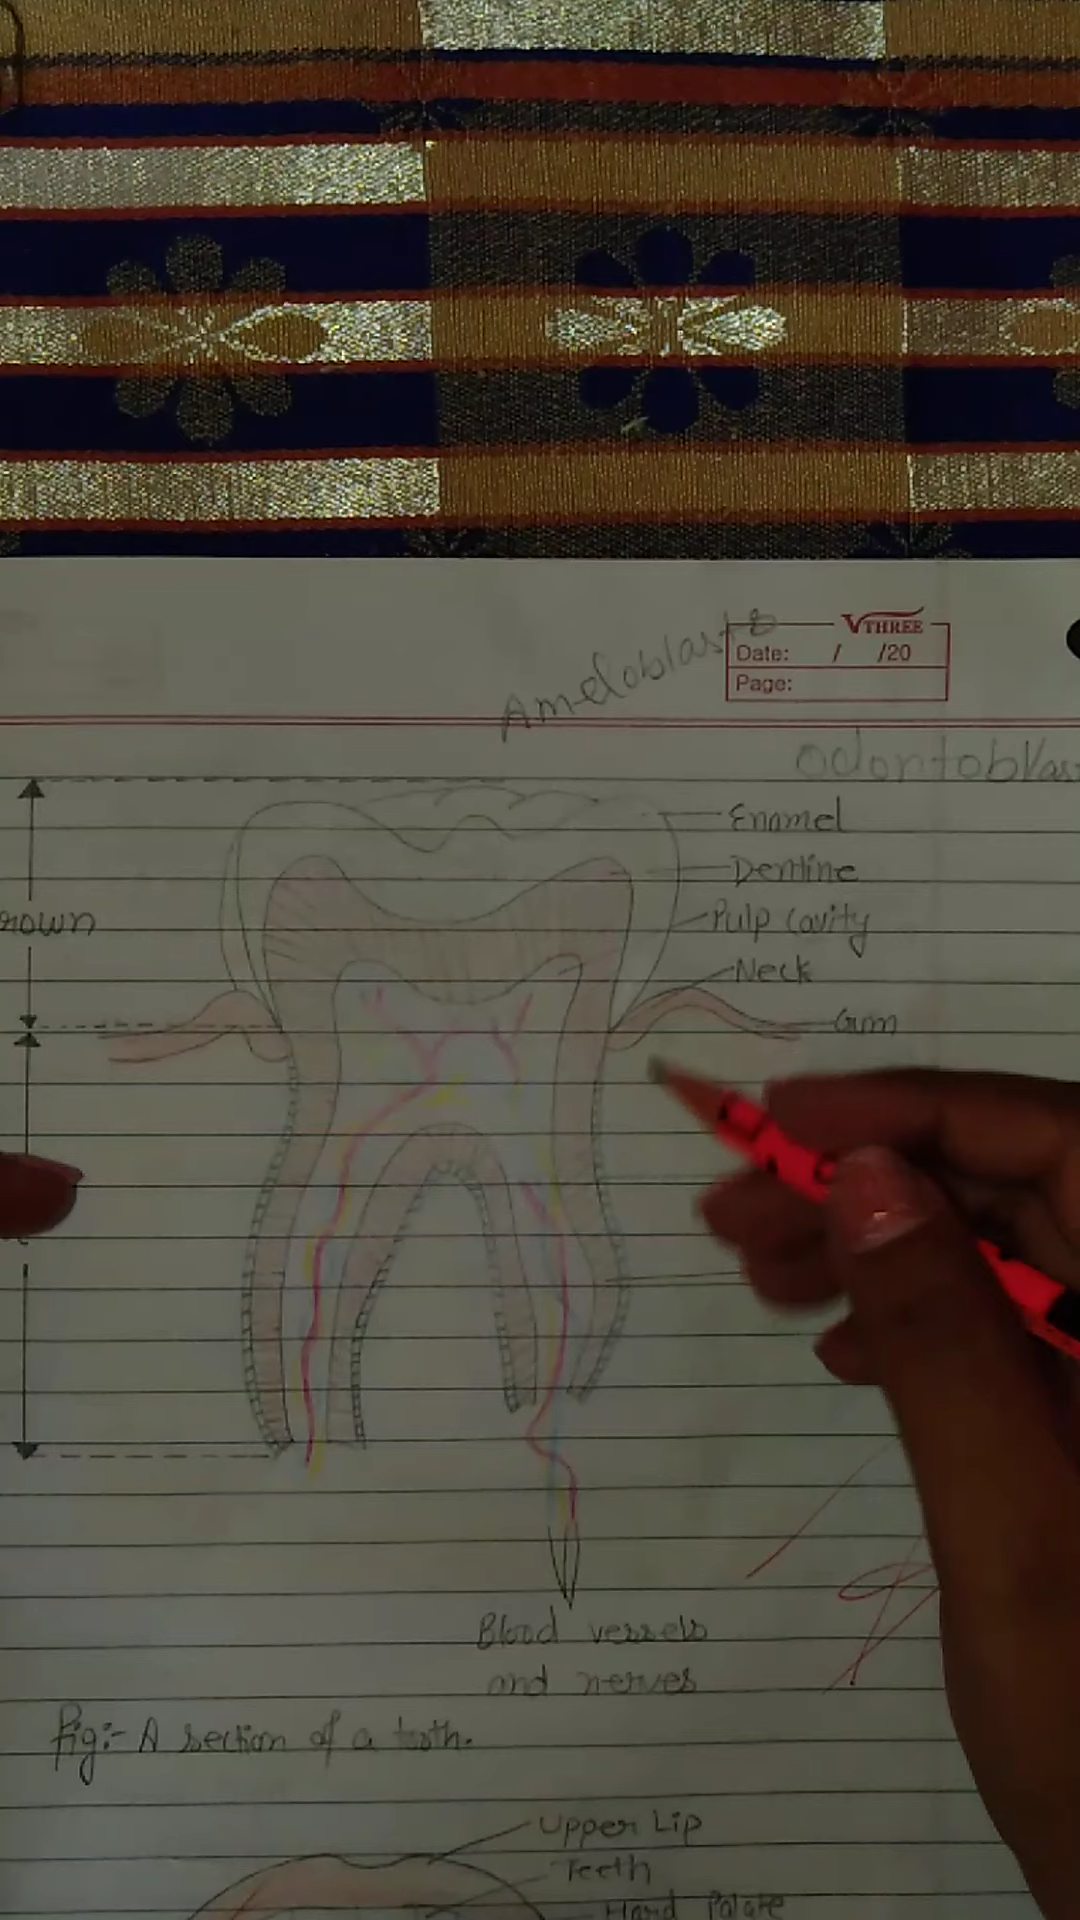 Ameloblasts
VTHREE
Date: / /20
Page:
odontoblas
Enamel
Dentine
Pulp cavity
rown
Neck
Gum
Blood vessels
and nerves
Fig:- A section of a tooth.
Upper Lip
Teeth
Hard Palate